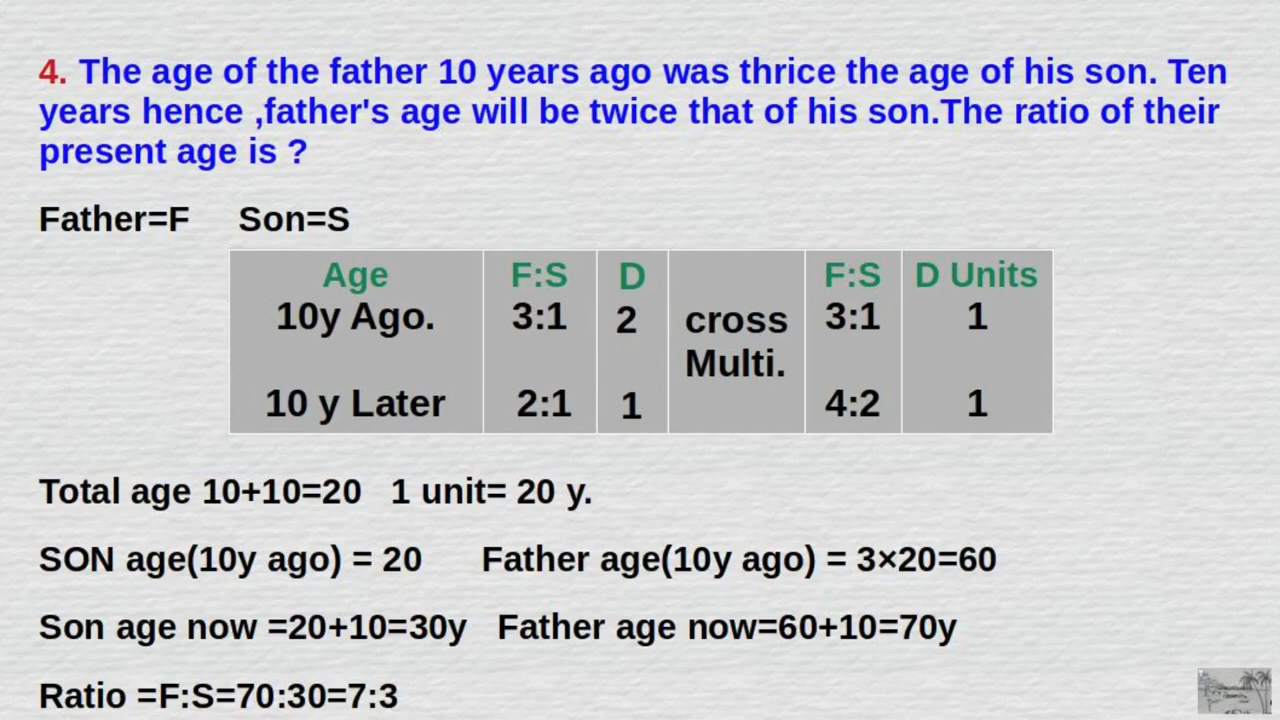 4. The age of the father 10 years ago was thrice the age of his son. Ten
years hence ,father's age will be twice that of his son.The ratio of their
present age is ?
Father=F Son=S
Age F:S D F:S D Units
10y Ago. 3:1 2 cross 3:1 1
Multi.
10 y Later 2:1 1 4:2 1
Total age 10+10=20 1 unit= 20 y.
SON age(10y ago) = 20 Father age(10y ago) = 3×20=60
Son age now =20+10=30y Father age now=60+10=70y
Ratio =F:S=70:30=7:3